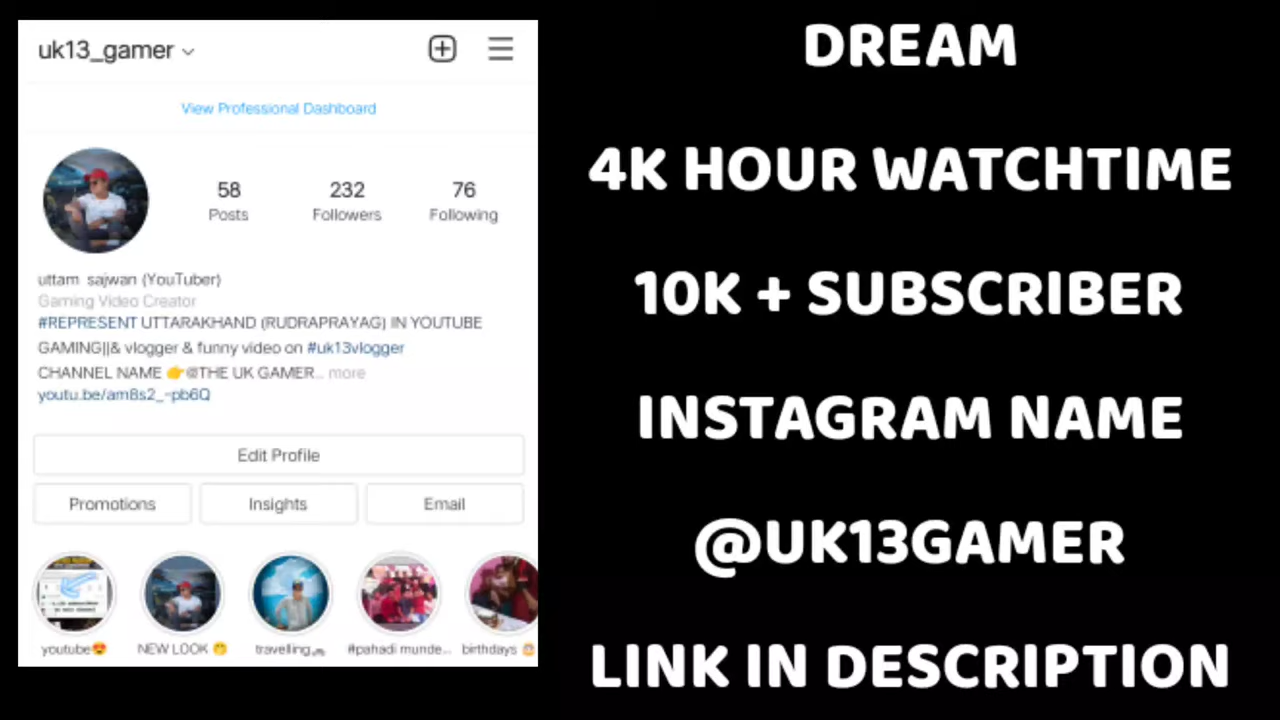 uk13_gamer
View Professional Dashboard
58
232
76
Posts
Followers
Following
uttam sajwan (YouTuber)
Gaming Video Creator
#REPRESENT UTTARAKHAND (RUDRAPRAYAG) IN YOUTUBE
GAMING||& vlogger & funny video on #uk13vlogger
CHANNEL NAME 👉@THE UK GAMER... more
youtu.be/am8s2_-pb6Q
Edit Profile
Promotions
Insights
Email
youtube😍
NEW LOOK 🤭
travelling🏍
#pahadi munde...
birthdays 🎂
DREAM
4K HOUR WATCHTIME
10K + SUBSCRIBER
INSTAGRAM NAME
@UK13GAMER
LINK IN DESCRIPTION